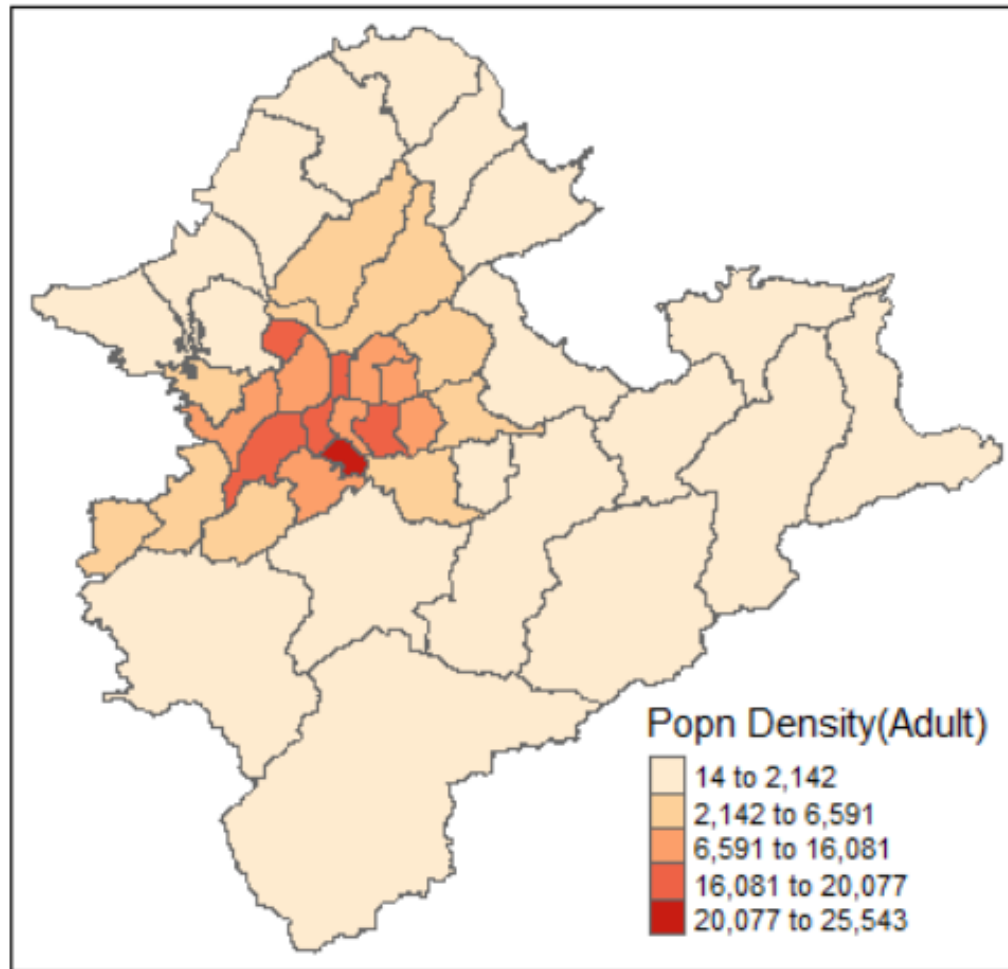 Popn Density(Adult)
14 to 2,142
2,142 to 6,591
6,591 to 16,081
16,081 to 20,077
20,077 to 25,543